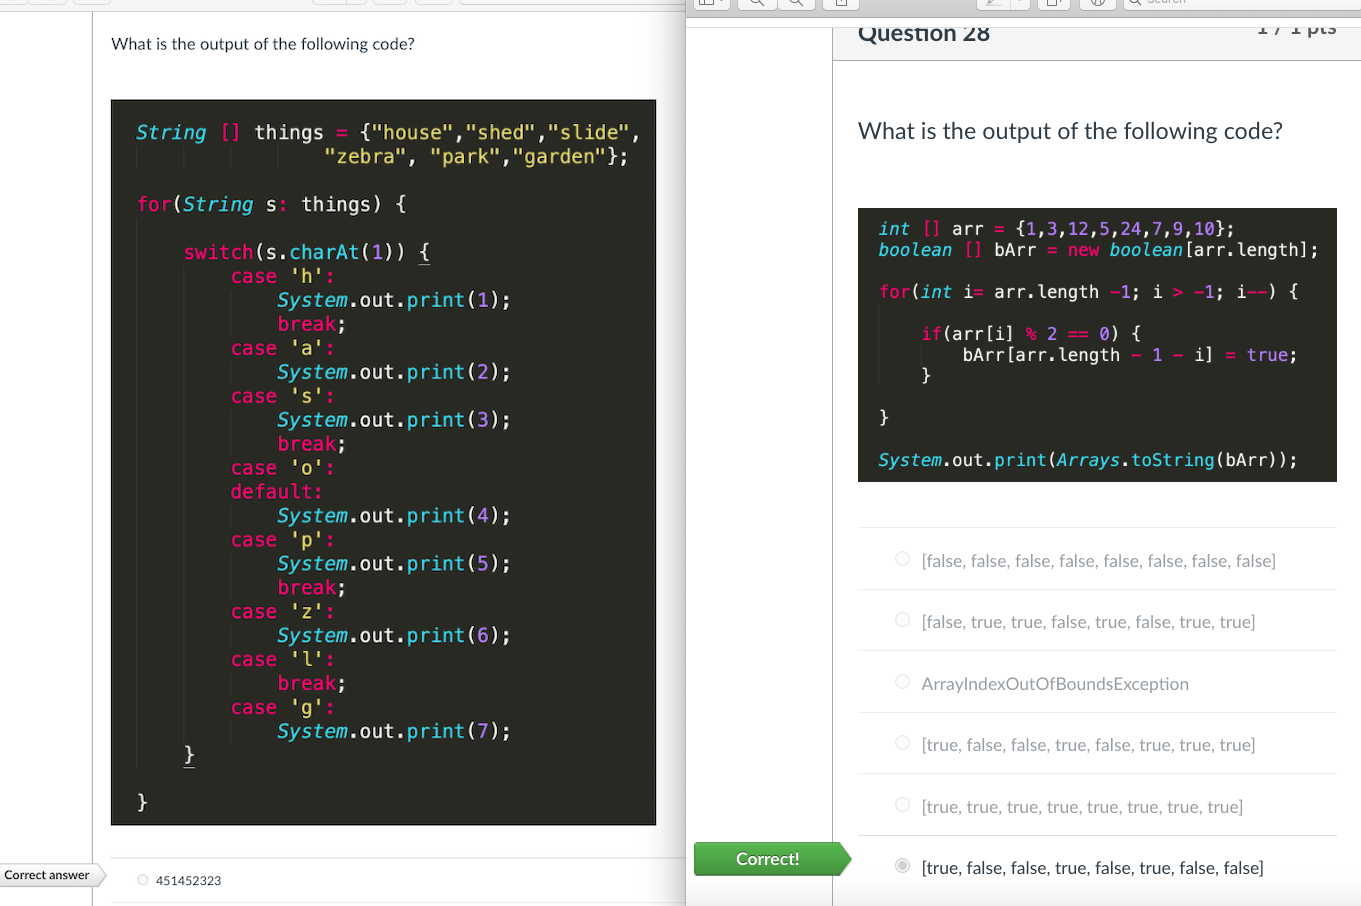 What is the output of the following code?
String [] things = {"house","shed","slide",
"zebra", "park","garden"};
for(String s: things) {
switch(s.charAt(1)) {
case 'h':
System.out.print(1);
break;
case 'a':
System.out.print(2);
case 's':
System.out.print(3);
break;
case 'o':
default:
System.out.print(4);
case 'p':
System.out.print(5);
break;
case 'z':
System.out.print(6);
case 'l':
break;
case 'g':
System.out.print(7);
}
}
Correct answer
451452323
Search
Question 28
1 / 1 pts
What is the output of the following code?
int [] arr = {1,3,12,5,24,7,9,10};
boolean [] bArr = new boolean[arr.length];
for(int i= arr.length -1; i > -1; i--) {
if(arr[i] % 2 == 0) {
bArr[arr.length - 1 - i] = true;
}
}
System.out.print(Arrays.toString(bArr));
[false, false, false, false, false, false, false, false]
[false, true, true, false, true, false, true, true]
ArrayIndexOutOfBoundsException
[true, false, false, true, false, true, true, true]
[true, true, true, true, true, true, true, true]
Correct!
[true, false, false, true, false, true, false, false]